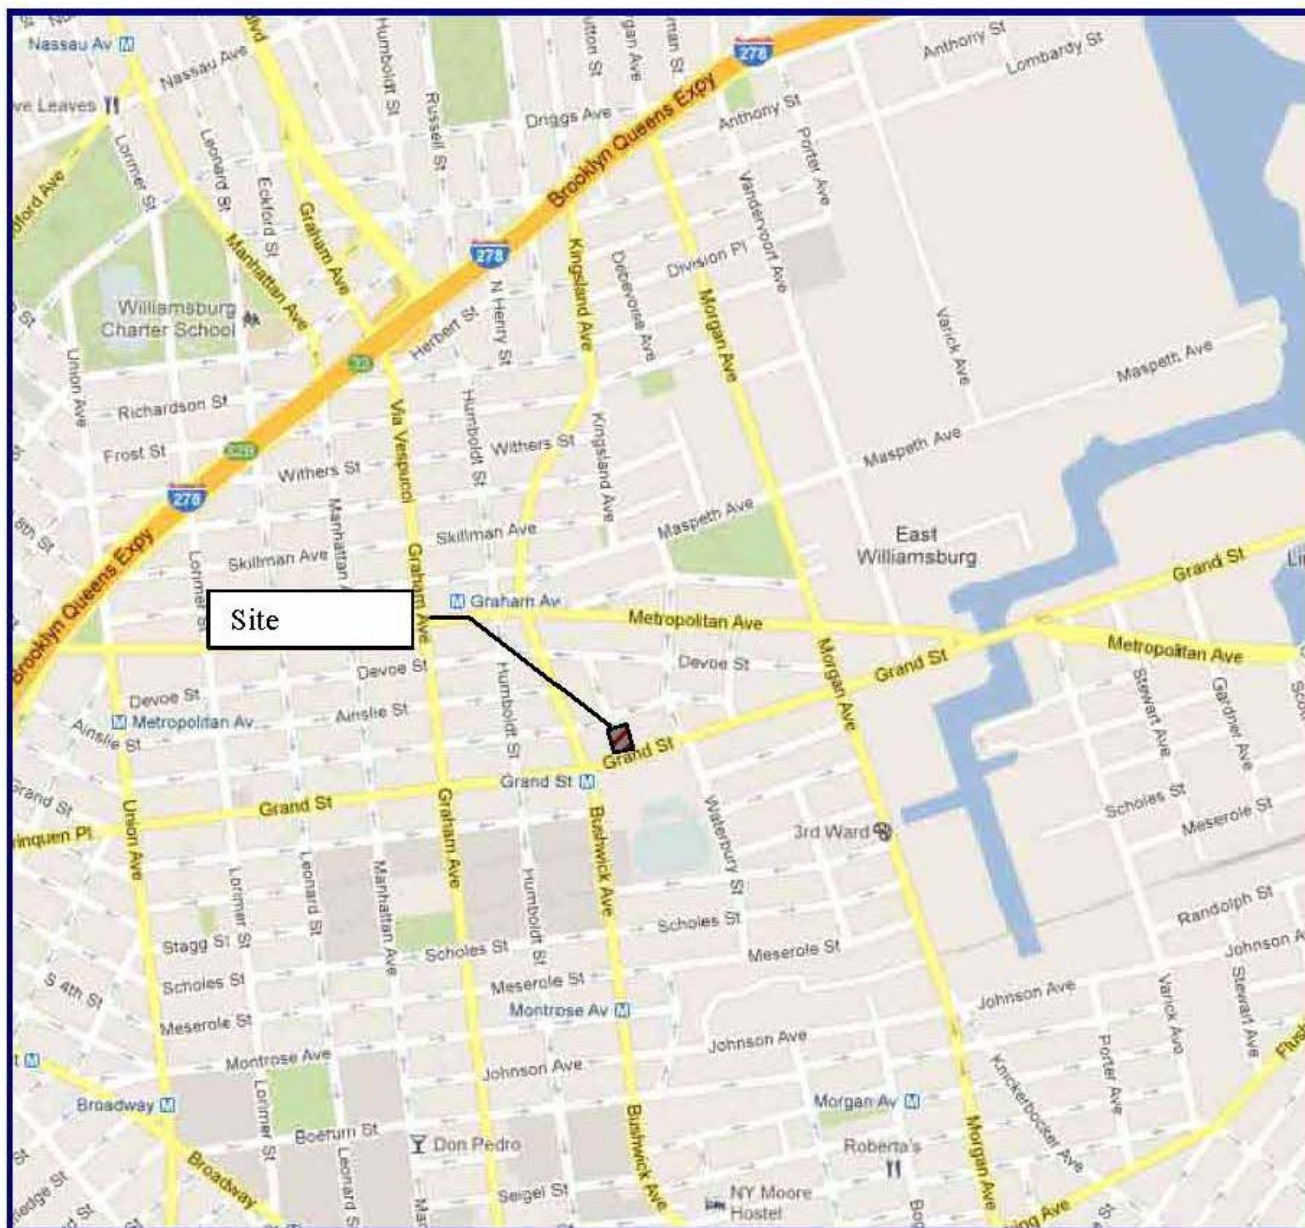 Nassau Av
Nassau Ave
Blvd
Humboldt St
Driggs Ave
278
Anthony St
Lombardy St
Russell St
Brooklyn Queens Expy
Anthony St
Porter Ave
Lorimer St
Leonard St
Eckford St
Graham Ave
Manhattan Ave
278
N Henry St
Kingsland Ave
Debevoise Ave
Division Pl
Vandervoort Ave
Morgan Ave
Varick Ave
Maspeth Ave
Williamsburg
Charter School
Herbert St
33
Union Ave
Richardson St
Frost St
Via Vespucci
Humboldt St
Withers St
Kingsland Ave
Maspeth Ave
32B
Withers St
278
8th St
Skillman Ave
Skillman Ave
Manhattan
Maspeth Ave
East
Williamsburg
Grand St
Brooklyn Queens Expy
Lorimer St
Graham Ave
Graham Av
Site
Metropolitan Ave
Metropolitan Ave
Grand St
Devoe St
Devoe St
Devoe St
Ainslie St
Metropolitan Av
Ainslie St
Humboldt St
Morgan Ave
Stewart Ave
Gardner Ave
Grand St
Grand St
Grand St
Grand St
Union Ave
Graham Ave
Bushwick Ave
Waterbury St
3rd Ward
Scholes St
Meserole St
Lorimer St
Leonard St
Manhattan Ave
Humboldt St
Scholes St
Randolph St
Stagg St
Scholes St
Meserole St
Johnson A
S 4th St
Scholes St
Meserole St
Montrose Av
Johnson Ave
Varick Ave
Stewart Ave
Meserole St
Montrose Ave
Johnson Ave
Johnson Ave
Porter Ave
Knickerbocker Ave
Broadway
Lorimer St
Boerum St
Leonard St
Don Pedro
Bushwick Ave
Morgan Av
Roberta's
Morgan Ave
Broadway
Seigel St
NY Moore
Hostel